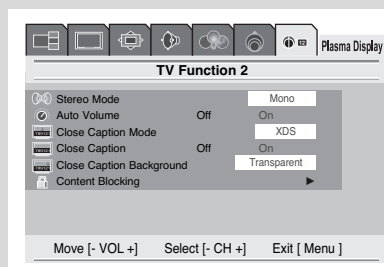 Plasma Display
TV Function 2
Stereo Mode Mono
Auto Volume Off On
Close Caption Mode XDS
Close Caption Off On
Close Caption Background Transparent
Content Blocking ►
Move [- VOL +] Select [- CH +] Exit [ Menu ]